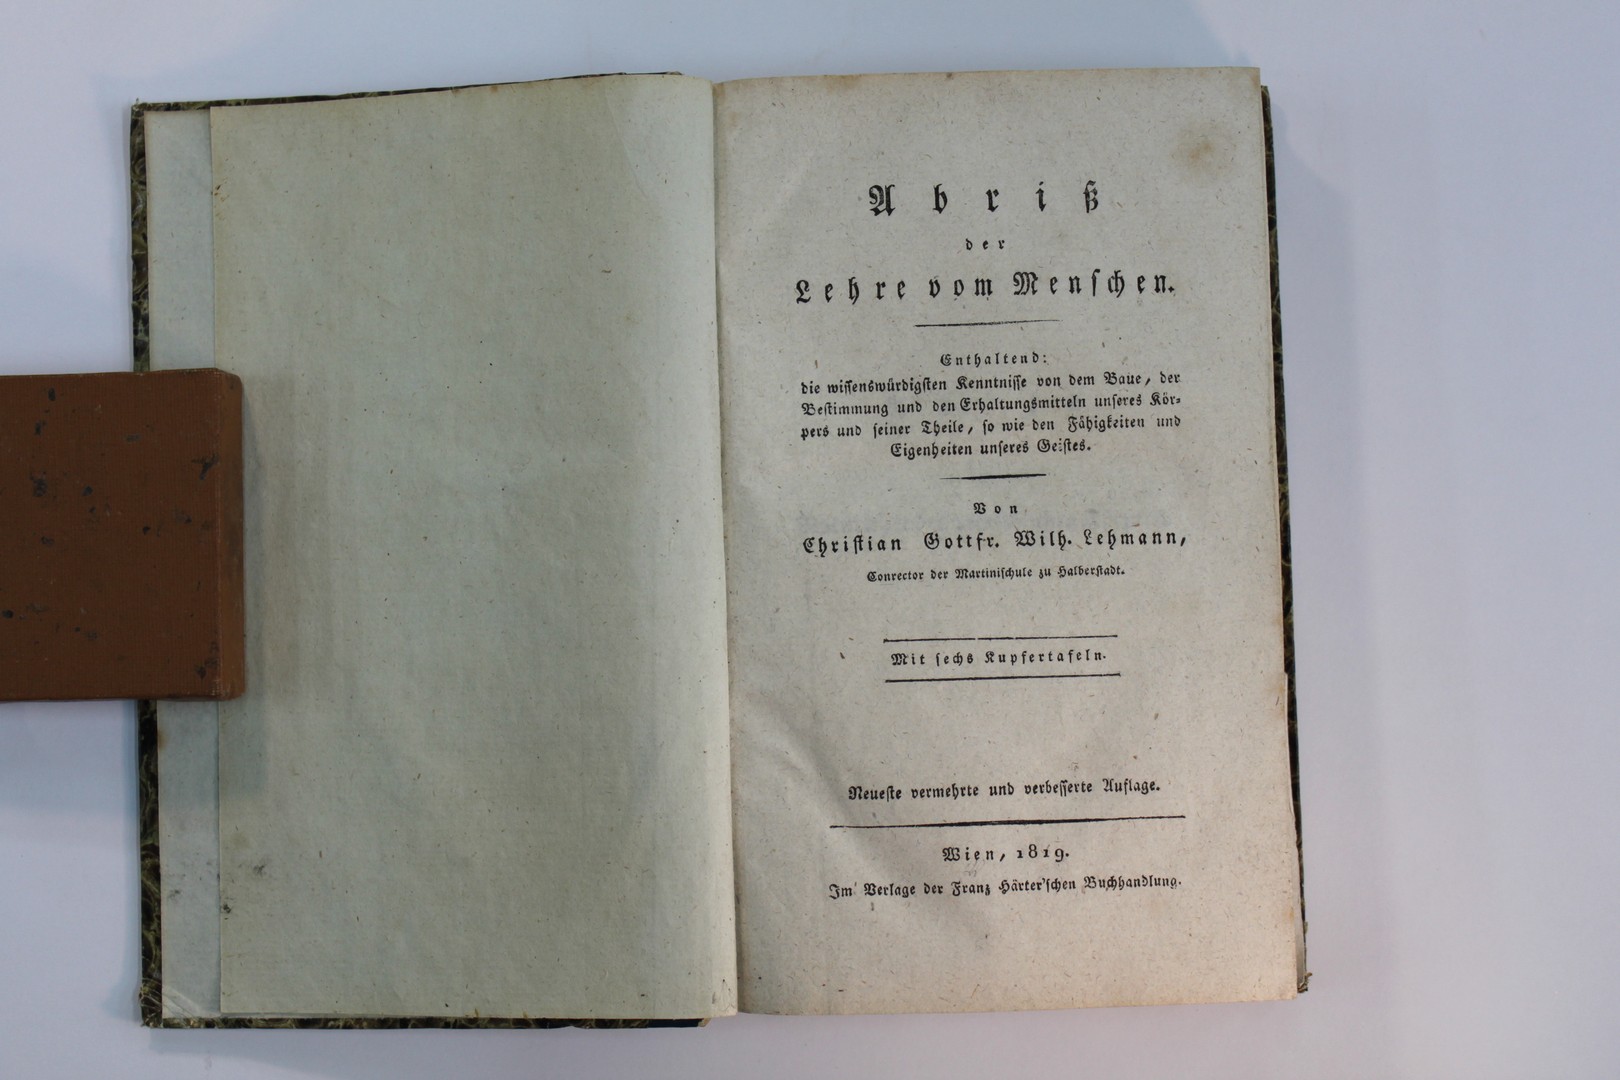 Abriß
der
Lehre vom Menschen.
Enthaltend:
die wissenswürdigsten Kenntnisse von dem Baue, der
Bestimmung und den Erhaltungsmitteln unseres Kör-
pers und seiner Theile, so wie den Fähigkeiten und
Eigenheiten unseres Geistes.
Von
Christian Gottfr. Wilh. Lehmann,
Conrector der Martinischule zu Halberstadt.
Mit sechs Kupfertafeln.
Neueste vermehrte und verbesserte Auflage.
Wien, 1819.
Im Verlage der Franz Härter'schen Buchhandlung.